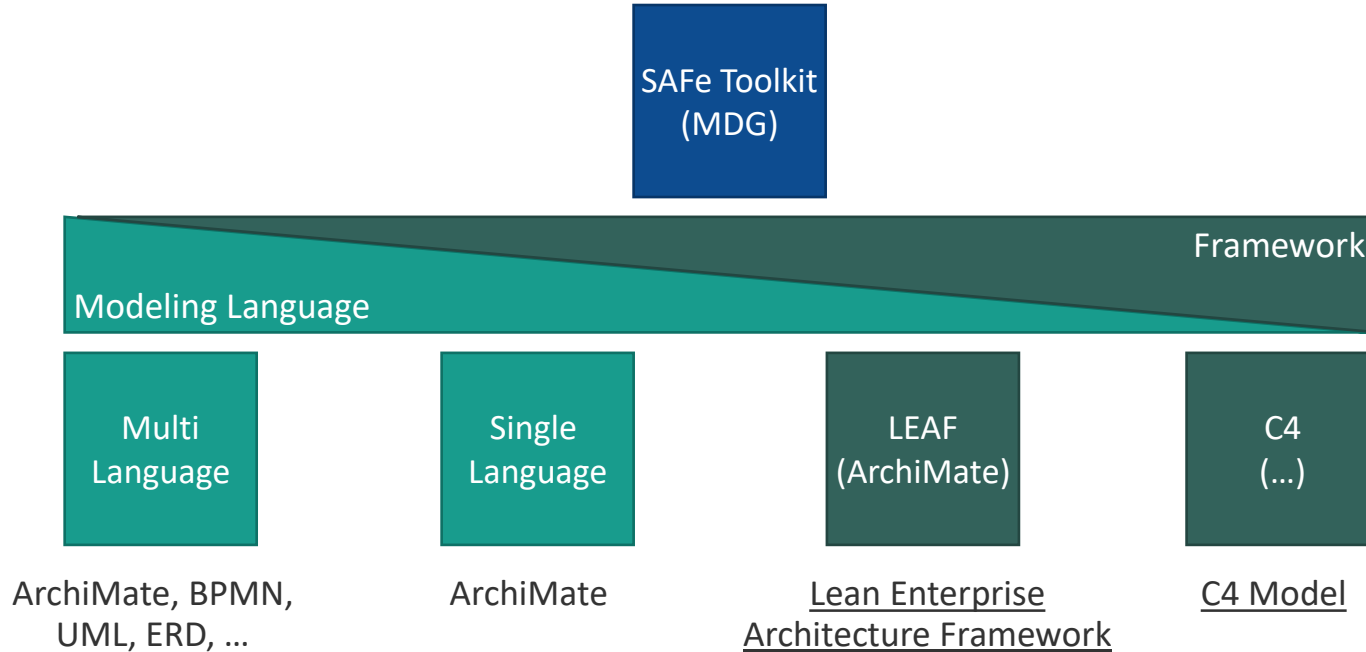 SAFe Toolkit
(MDG)
Framework
Modeling Language
Multi
Language
Single
Language
LEAF
(ArchiMate)
C4
(...)
ArchiMate, BPMN,
UML, ERD, ...
ArchiMate
Lean Enterprise
Architecture Framework
C4 Model